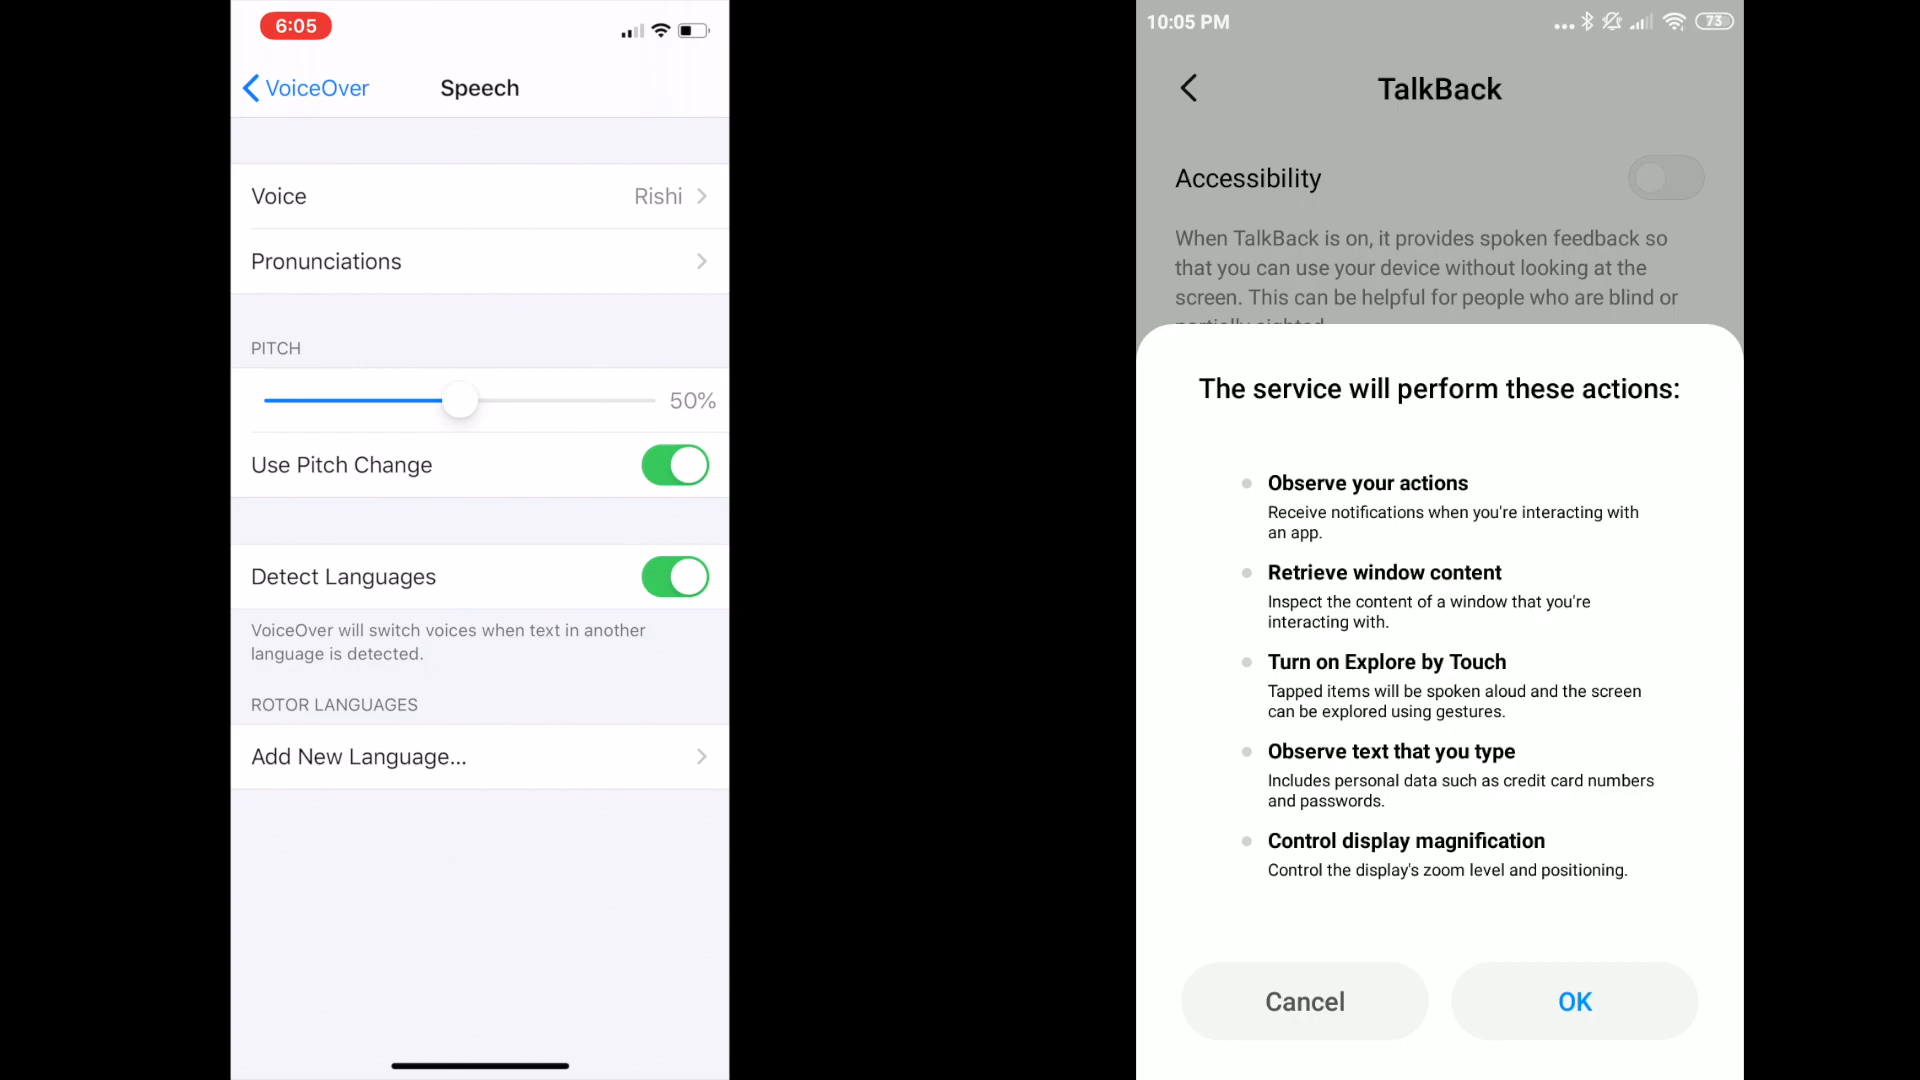 6:05
VoiceOver
Speech
Voice
Rishi
Pronunciations
PITCH
50%
Use Pitch Change
Detect Languages
VoiceOver will switch voices when text in another
language is detected.
ROTOR LANGUAGES
Add New Language...
10:05 PM
73
TalkBack
Accessibility
When TalkBack is on, it provides spoken feedback so
that you can use your device without looking at the
screen. This can be helpful for people who are blind or
partially sighted.
The service will perform these actions:
Observe your actions
Receive notifications when you're interacting with
an app.
Retrieve window content
Inspect the content of a window that you're
interacting with.
Turn on Explore by Touch
Tapped items will be spoken aloud and the screen
can be explored using gestures.
Observe text that you type
Includes personal data such as credit card numbers
and passwords.
Control display magnification
Control the display's zoom level and positioning.
Cancel
OK